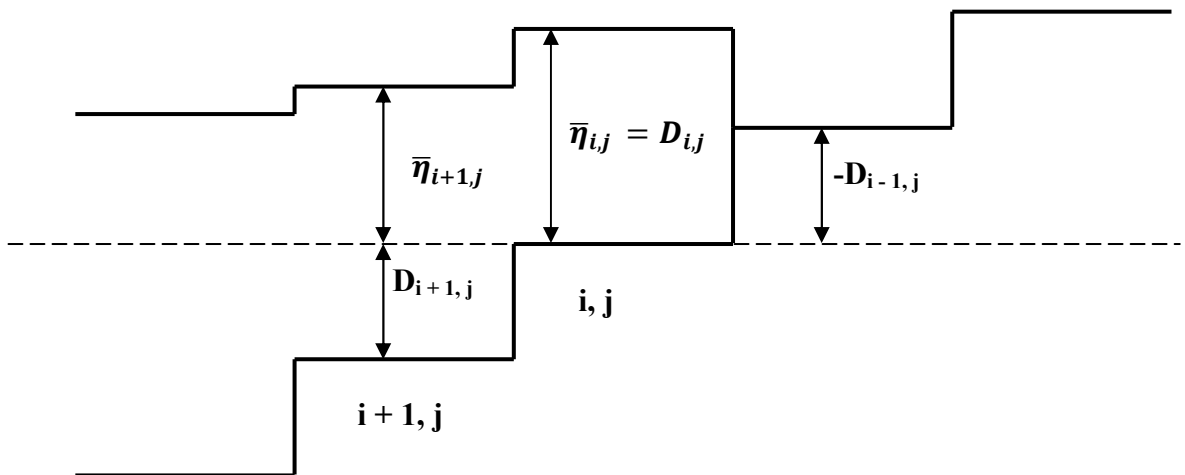 η̅i,j = Di,j
η̅i+1,j
-Di - 1, j
Di + 1, j
i, j
i + 1, j